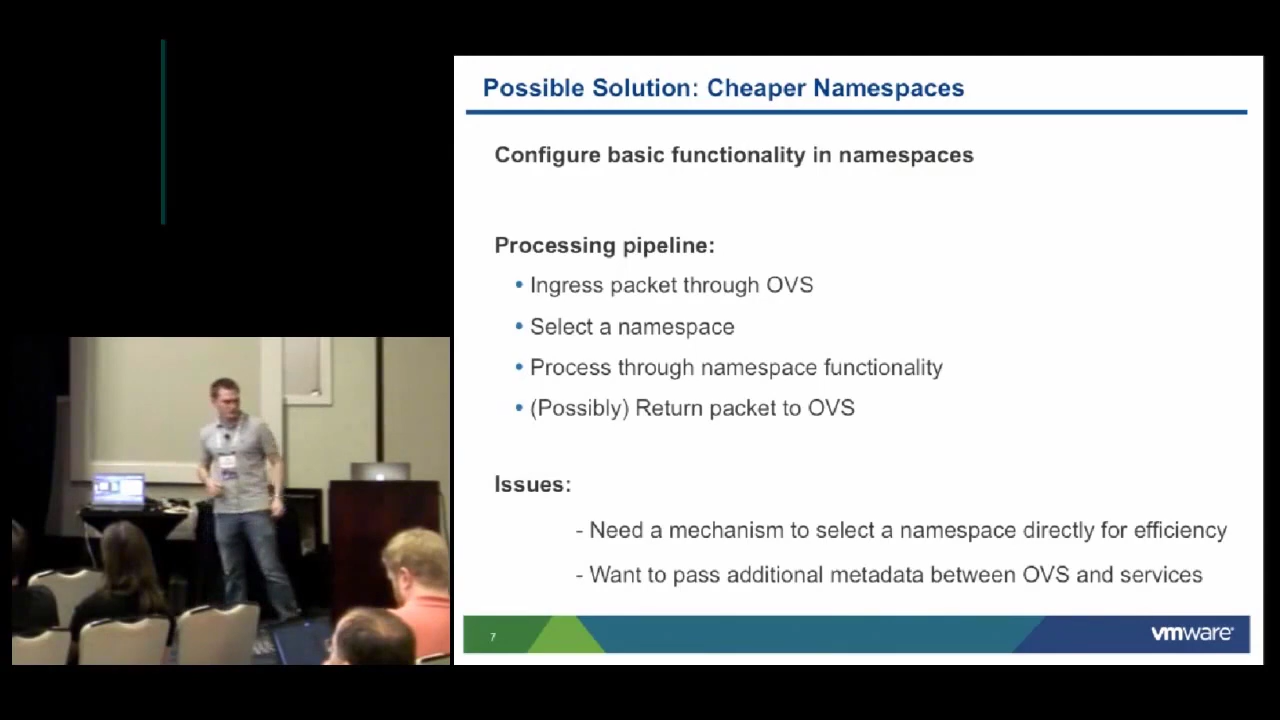 Possible Solution: Cheaper Namespaces
Configure basic functionality in namespaces
Processing pipeline:
• Ingress packet through OVS
• Select a namespace
• Process through namespace functionality
• (Possibly) Return packet to OVS
Issues:
- Need a mechanism to select a namespace directly for efficiency
- Want to pass additional metadata between OVS and services
7
vmware